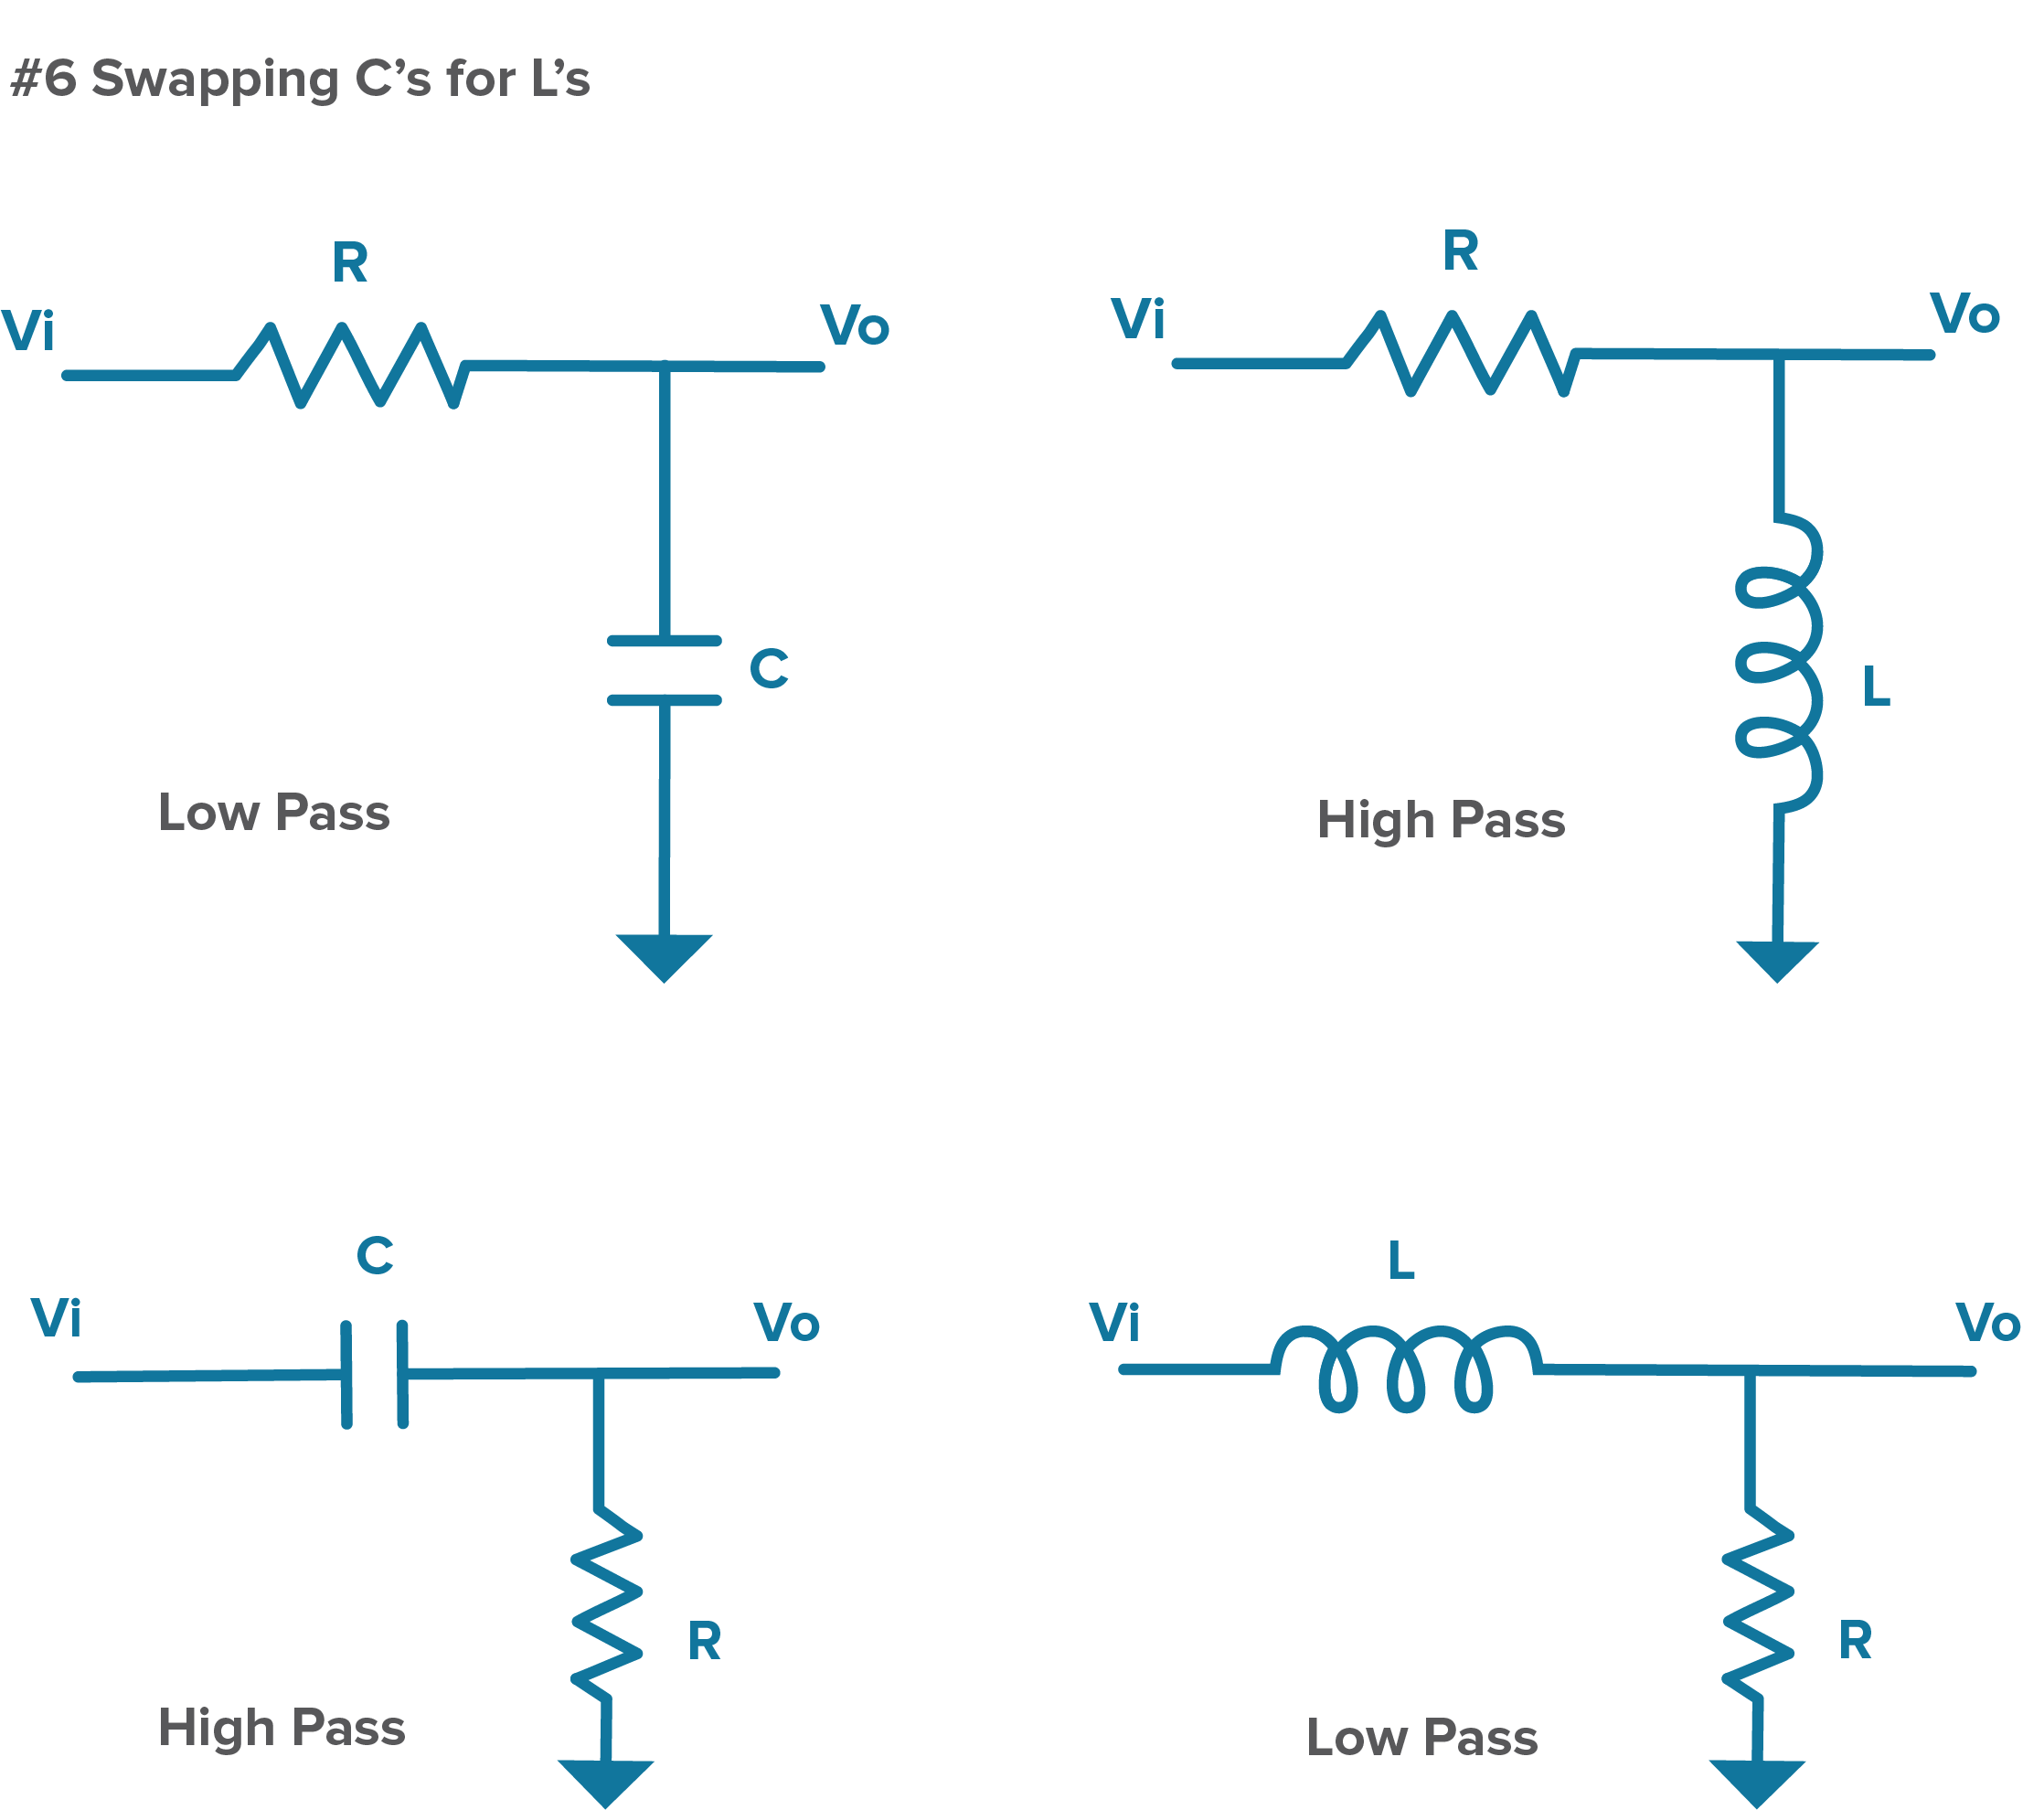 #6 Swapping C’s for L’s
R
Vi
Vo
C
Low Pass
R
Vi
Vo
L
High Pass
C
Vi
Vo
R
High Pass
L
Vi
Vo
R
Low Pass